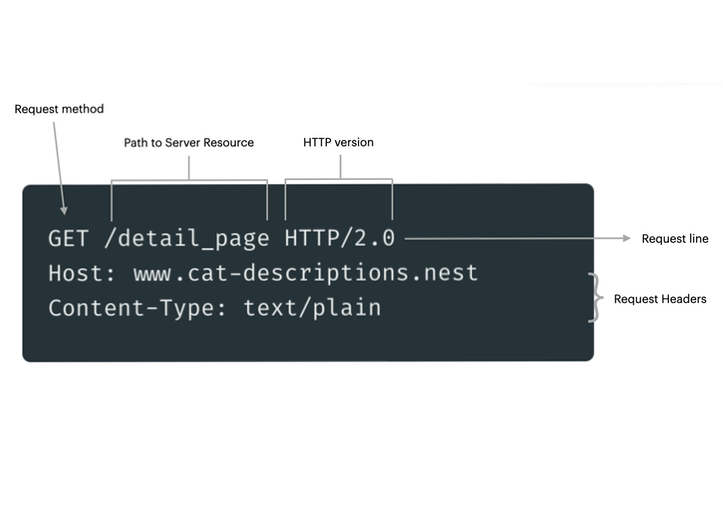 Request method
Path to Server Resource
HTTP version
GET /detail_page HTTP/2.0
Request line
Host: www.cat-descriptions.nest
Content-Type: text/plain
Request Headers